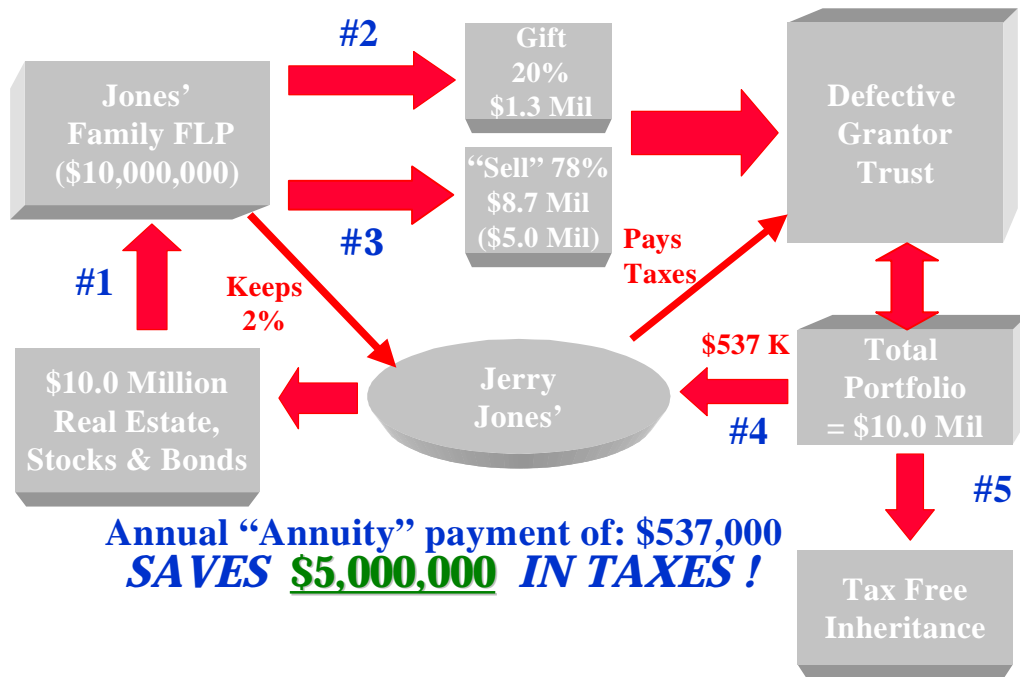 #2
Gift
20%
$1.3 Mil
Jones’
Family FLP
($10,000,000)
Defective
Grantor
Trust
“Sell” 78%
$8.7 Mil
($5.0 Mil)
#3
Pays
Taxes
#1
Keeps
2%
$537 K
#4
$10.0 Million
Real Estate,
Stocks & Bonds
Jerry
Jones’
Total
Portfolio
= $10.0 Mil
#5
Annual “Annuity” payment of: $537,000
SAVES $5,000,000 IN TAXES !
Tax Free
Inheritance